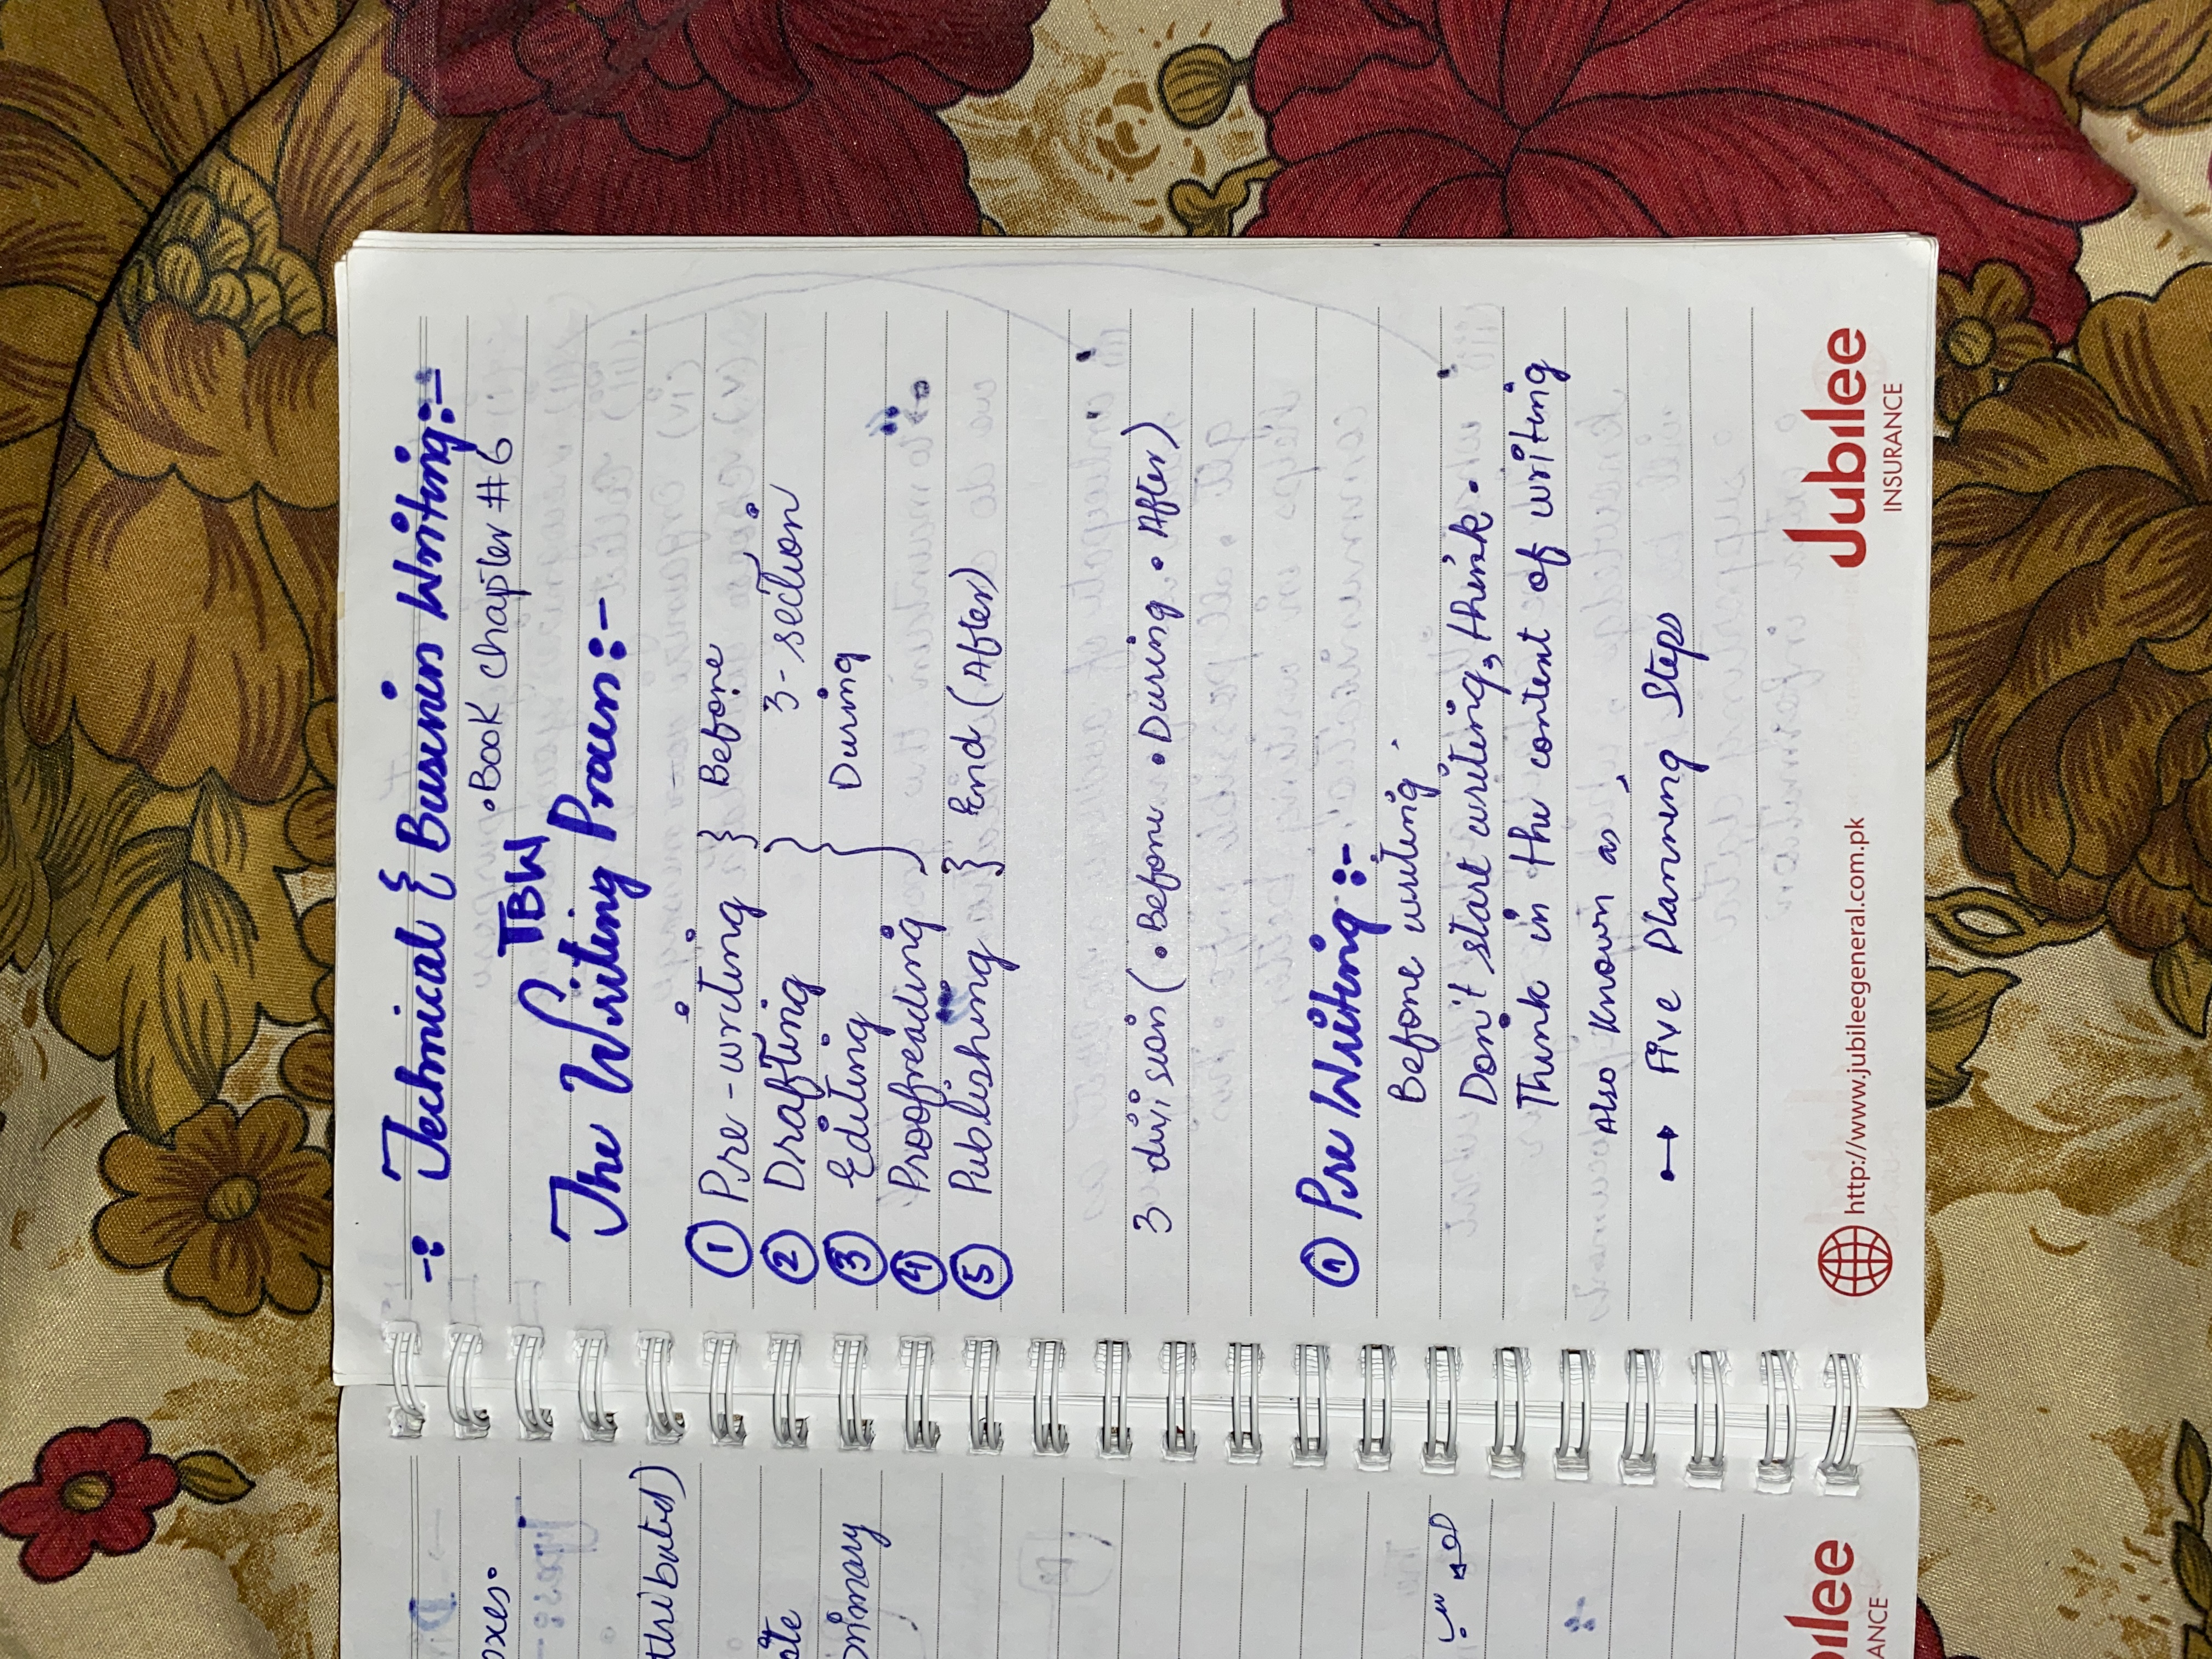 -: Technical & Business Writing:-
• Book chapter #6
TBW
The Writing Process:-
① Pre-writing } Before
② Drafting
3-section
③ Editing } During
④ Proofreading
⑤ Publishing } End (After)
3 division ( • Before • During • After)
① Pre Writing :-
Before writing
Don't start writing, think.
Think in the content of writing
Also Known as,
→ Five Planning Steps
http://www.jubileegeneral.com.pk
Jubilee
INSURANCE
oxes.
ttributed)
ote
primary
bilee
ANCE